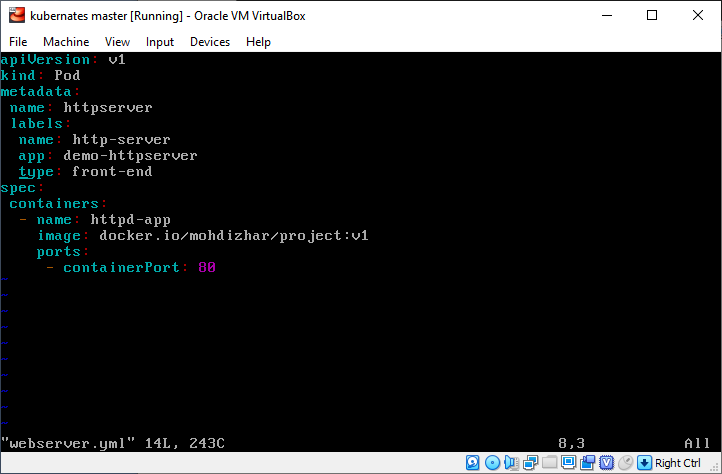 kubernates master [Running] - Oracle VM VirtualBox
File Machine View Input Devices Help
apiVersion: v1
kind: Pod
metadata:
 name: httpserver
 labels:
  name: http-server
  app: demo-httpserver
  type: front-end
spec:
 containers:
  - name: httpd-app
    image: docker.io/mohdizhar/project:v1
    ports:
     - containerPort: 80
~
~
~
~
~
~
~
~
~
~
"webserver.yml" 14L, 243C 8,3 All
Right Ctrl